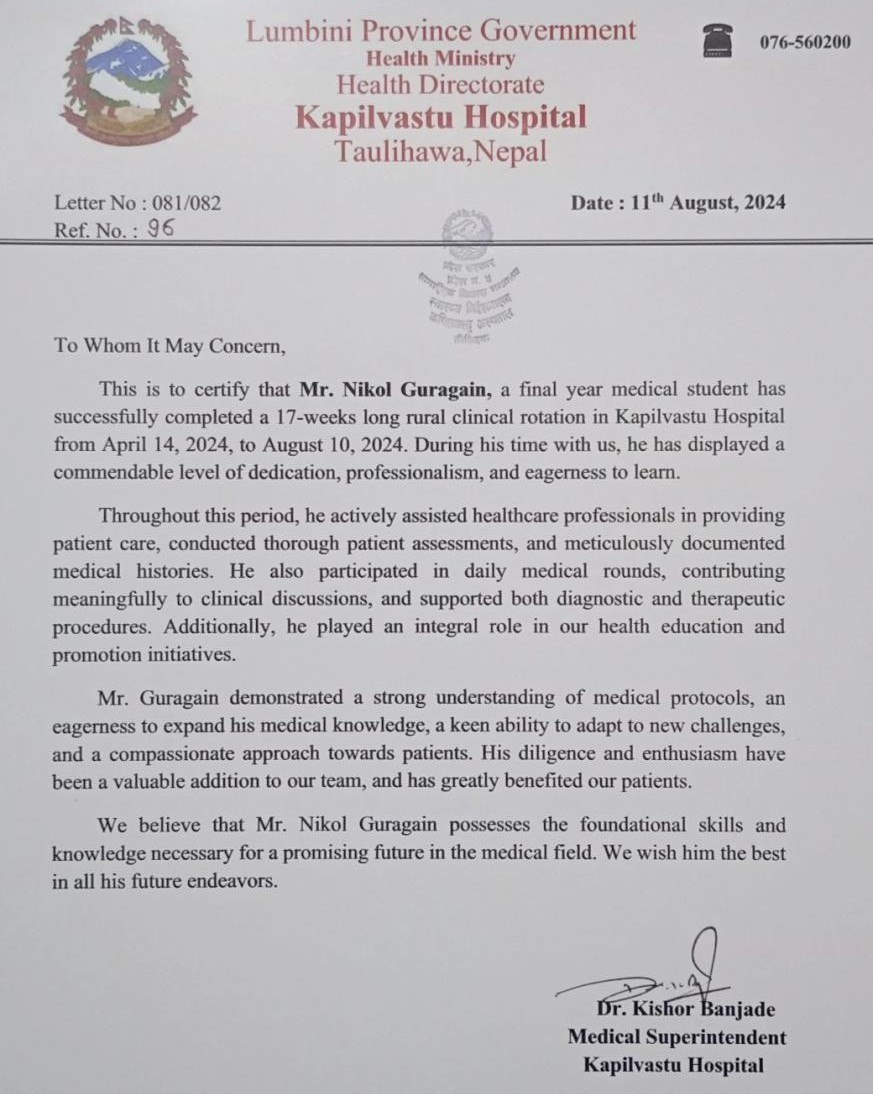 Lumbini Province Government
Health Ministry
076-560200
Health Directorate
Kapilvastu Hospital
Taulihawa,Nepal
Letter No : 081/082
Date : 11th August, 2024
Ref. No. : 96
प्रदेश सरकार
प्रदेश नं. ५
To Whom It May Concern,
This is to certify that Mr. Nikol Guragain, a final year medical student has
successfully completed a 17-weeks long rural clinical rotation in Kapilvastu Hospital
from April 14, 2024, to August 10, 2024. During his time with us, he has displayed a
commendable level of dedication, professionalism, and eagerness to learn.
Throughout this period, he actively assisted healthcare professionals in providing
patient care, conducted thorough patient assessments, and meticulously documented
medical histories. He also participated in daily medical rounds, contributing
meaningfully to clinical discussions, and supported both diagnostic and therapeutic
procedures. Additionally, he played an integral role in our health education and
promotion initiatives.
Mr. Guragain demonstrated a strong understanding of medical protocols, an
eagerness to expand his medical knowledge, a keen ability to adapt to new challenges,
and a compassionate approach towards patients. His diligence and enthusiasm have
been a valuable addition to our team, and has greatly benefited our patients.
We believe that Mr. Nikol Guragain possesses the foundational skills and
knowledge necessary for a promising future in the medical field. We wish him the best
in all his future endeavors.
Dr. Kishor Banjade
Medical Superintendent
Kapilvastu Hospital